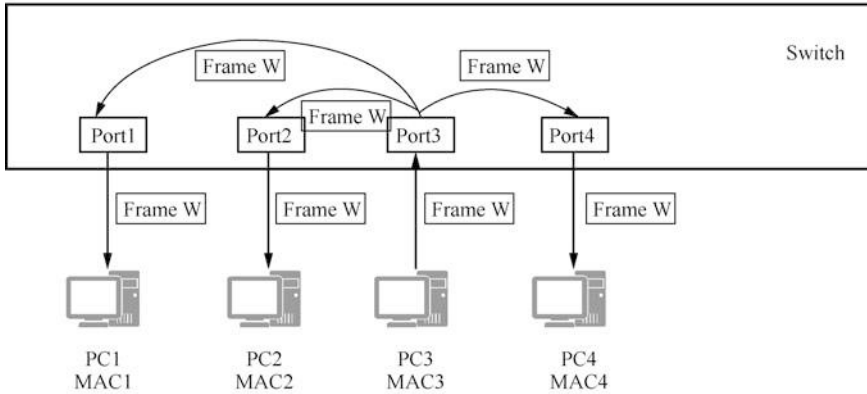 Frame W
Frame W
Switch
Frame W
Port1
Port2
Port3
Port4
Frame W
Frame W
Frame W
Frame W
PC1
MAC1
PC2
MAC2
PC3
MAC3
PC4
MAC4